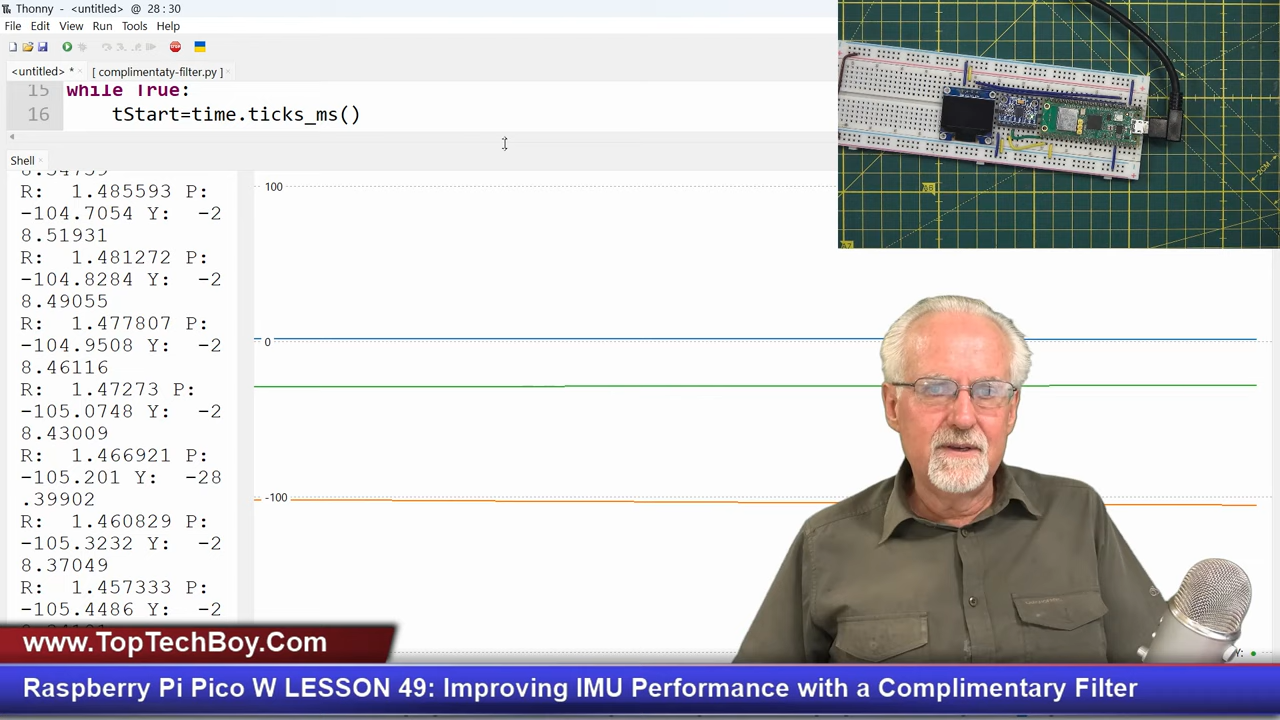 Thonny - <untitled> @ 28 : 30
File Edit View Run Tools Help
<untitled> * [ complimentaty-filter.py ]
15 while True:
16 tStart=time.ticks_ms()
Shell
8.54759
R: 1.485593 P:
-104.7054 Y: -2
8.51931
R: 1.481272 P:
-104.8284 Y: -2
8.49055
R: 1.477807 P:
-104.9508 Y: -2
8.46116
R: 1.47273 P:
-105.0748 Y: -2
8.43009
R: 1.466921 P:
-105.201 Y: -28
.39902
R: 1.460829 P:
-105.3232 Y: -2
8.37049
R: 1.457333 P:
-105.4486 Y: -2
100
0
-100
Y:
www.TopTechBoy.Com
Raspberry Pi Pico W LESSON 49: Improving IMU Performance with a Complimentary Filter